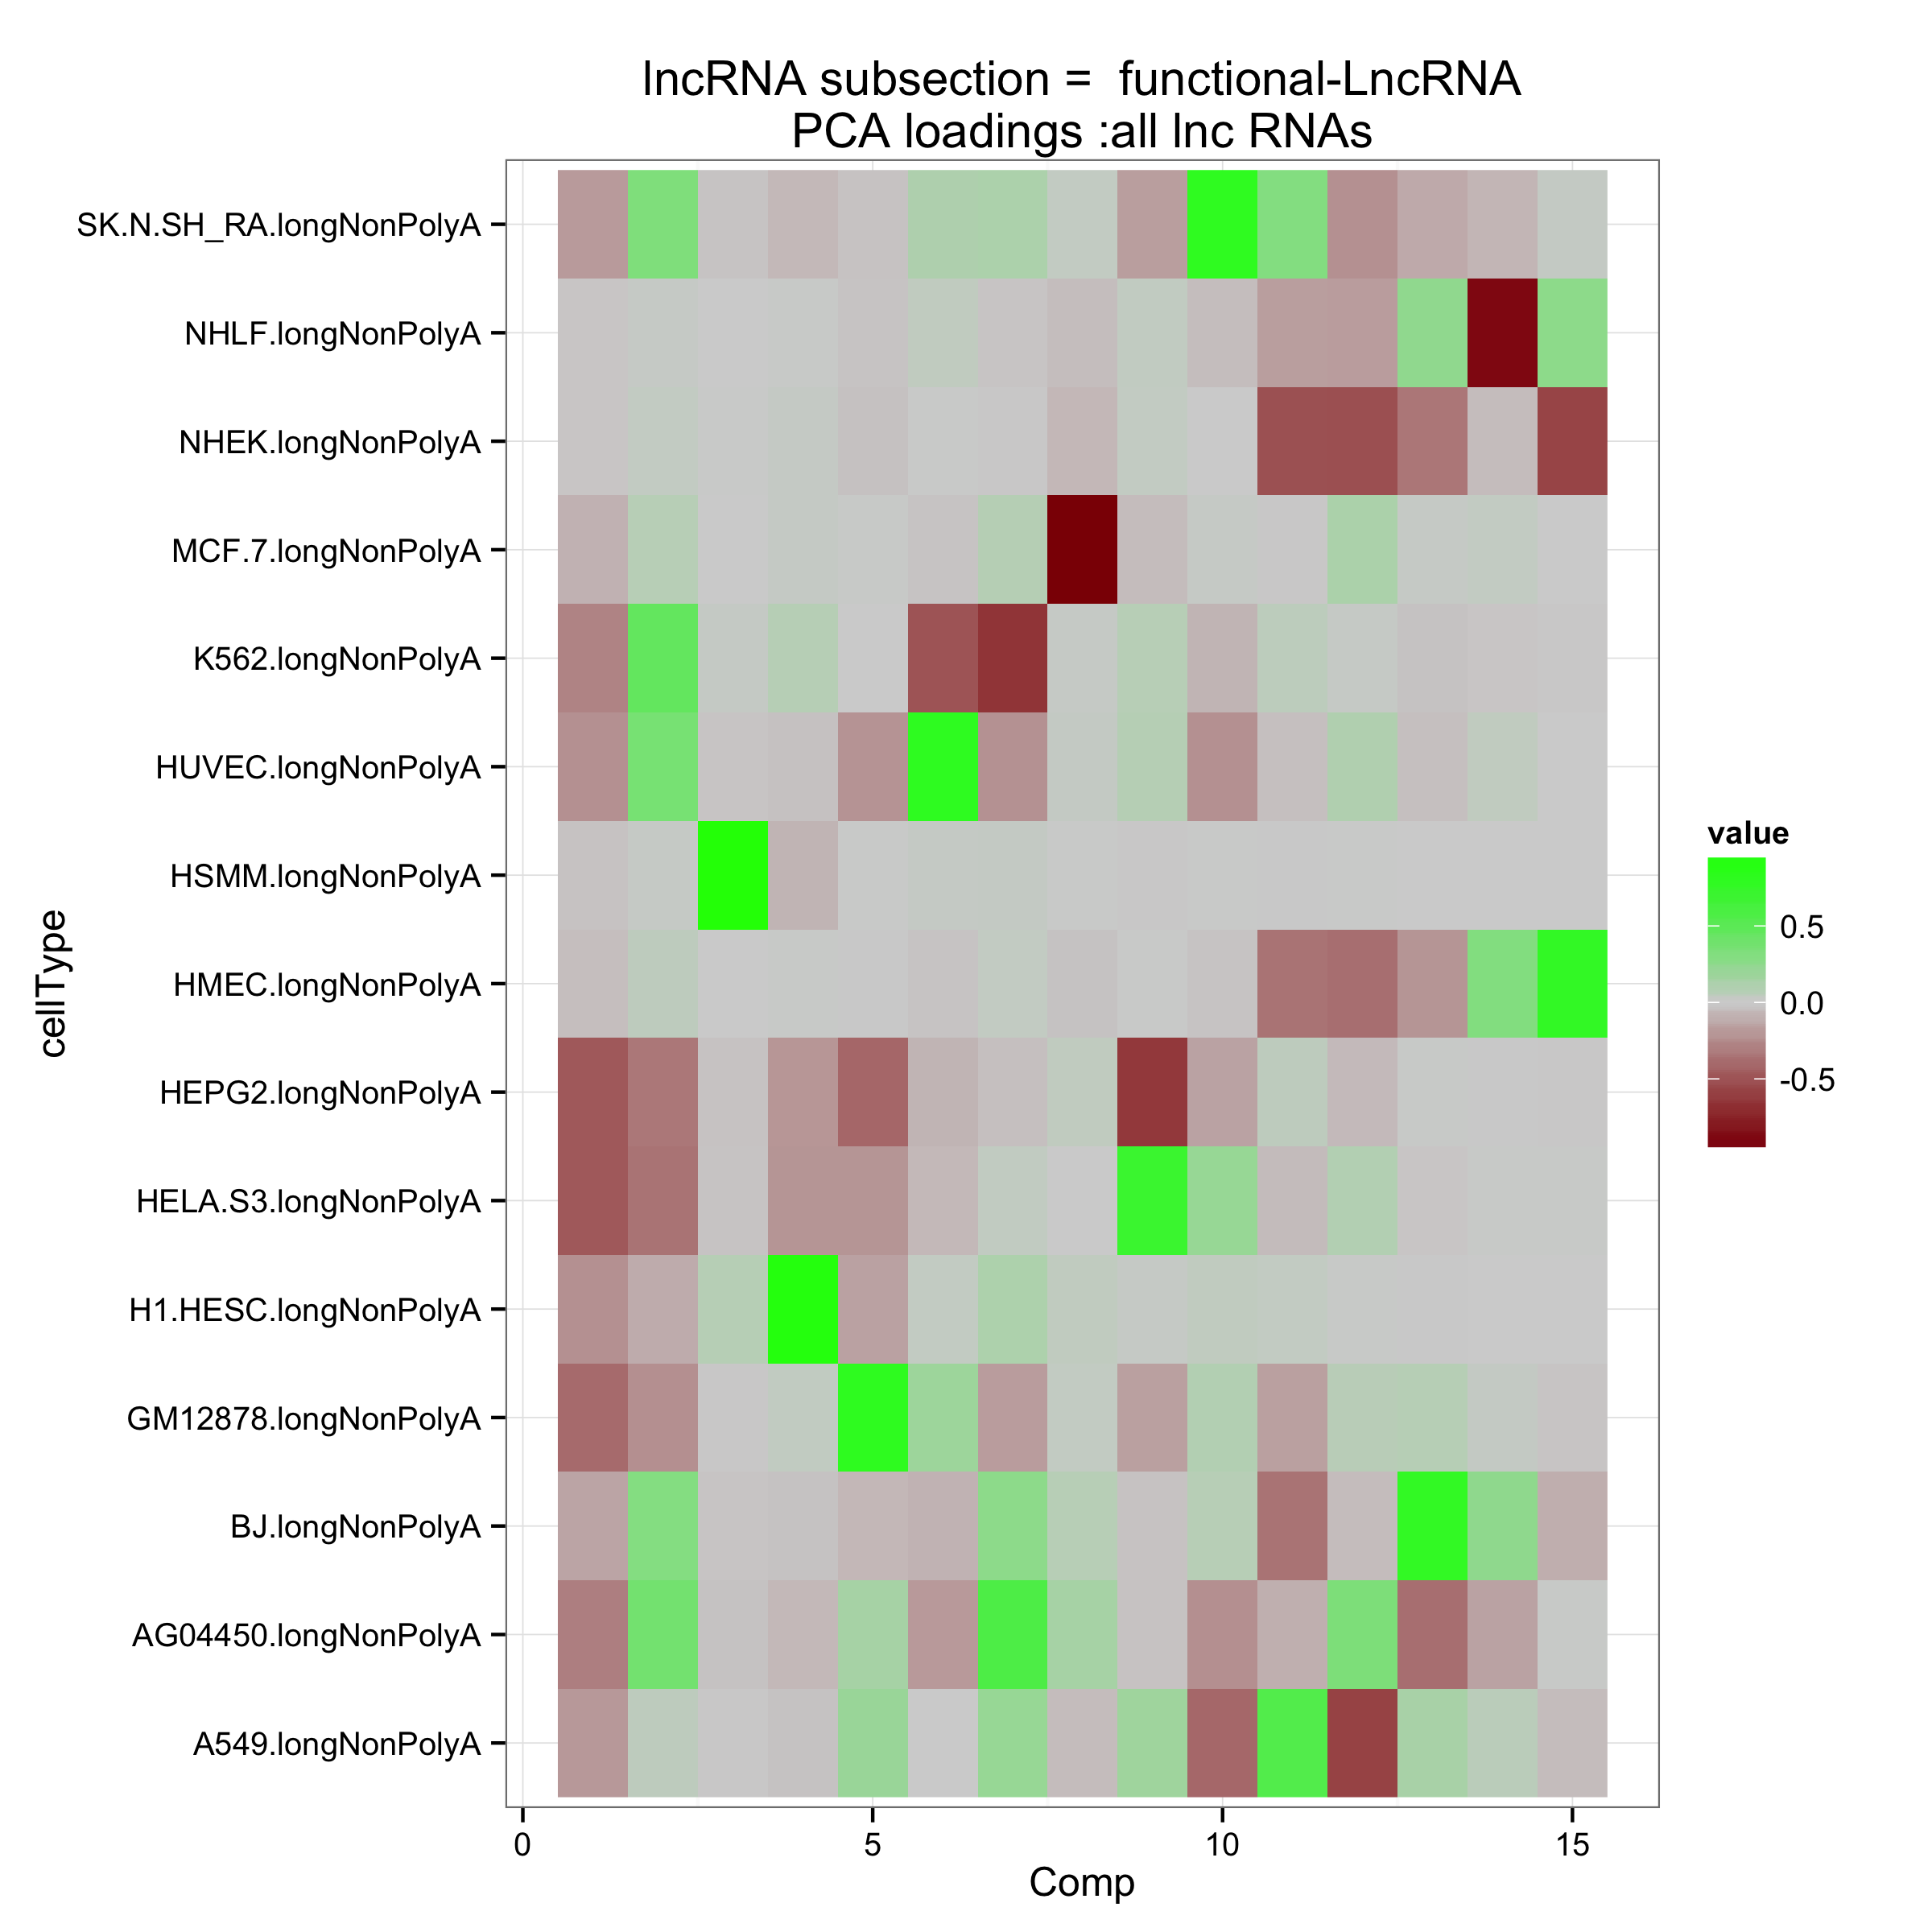 lncRNA subsection =  functional-LncRNA
PCA loadings :all lnc RNAs
cellType
SK.N.SH_RA.longNonPolyA
NHLF.longNonPolyA
NHEK.longNonPolyA
MCF.7.longNonPolyA
K562.longNonPolyA
HUVEC.longNonPolyA
HSMM.longNonPolyA
HMEC.longNonPolyA
HEPG2.longNonPolyA
HELA.S3.longNonPolyA
H1.HESC.longNonPolyA
GM12878.longNonPolyA
BJ.longNonPolyA
AG04450.longNonPolyA
A549.longNonPolyA
0 5 10 15
Comp
value
0.5
0.0
-0.5